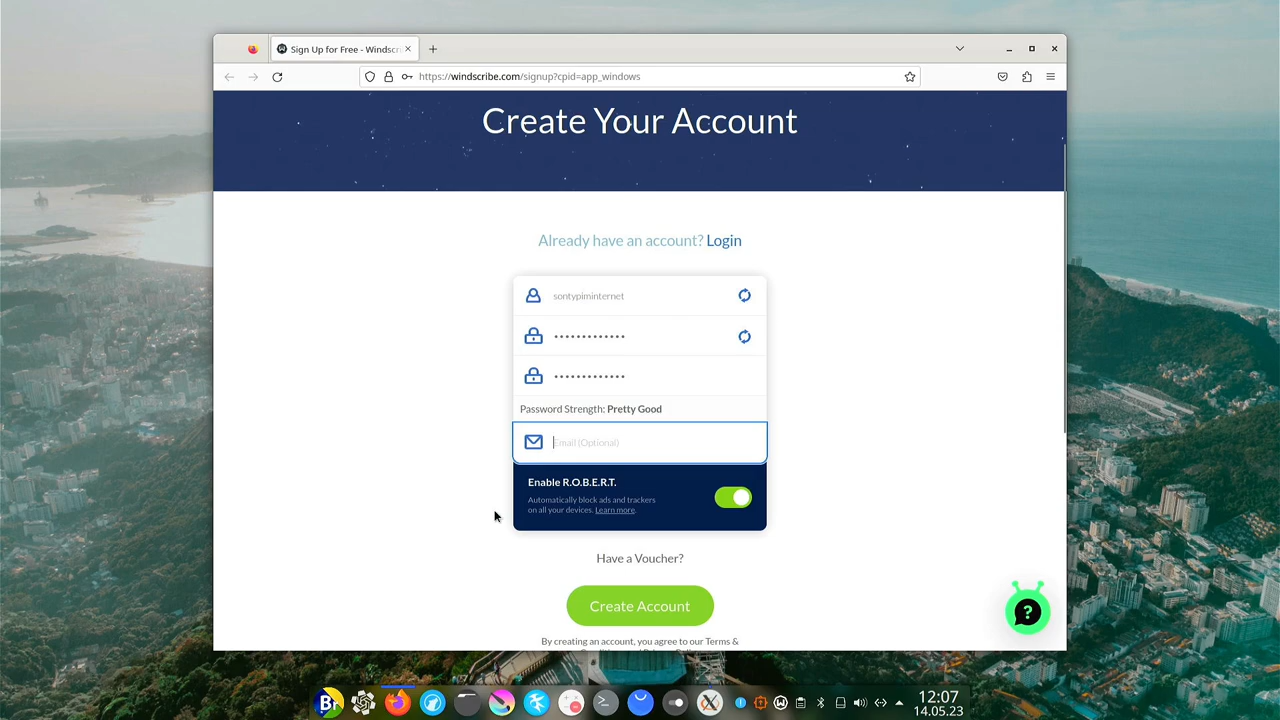 Sign Up for Free - Windscr
https://windscribe.com/signup?cpid=app_windows
Create Your Account
Already have an account? Login
sontypiminternet
•••••••••••••
•••••••••••••
Password Strength: Pretty Good
Email (Optional)
Enable R.O.B.E.R.T.
Automatically block ads and trackers
on all your devices. Learn more.
Have a Voucher?
Create Account
By creating an account, you agree to our Terms &
12:07
14.05.23